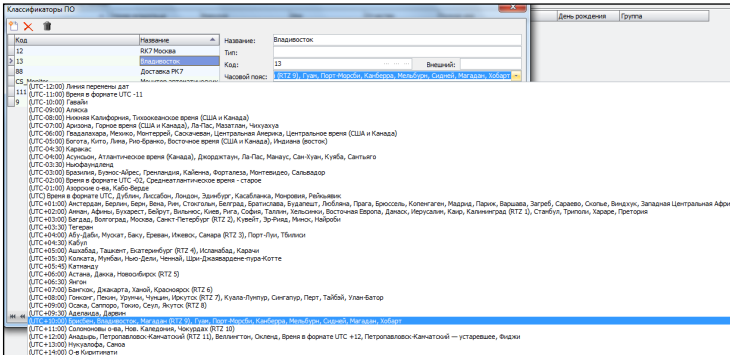 Классификаторы ПО
День рождения Группа
Код Название Название: Владивосток
12 RK7 Москва Тип:
13 Владивосток Код: 13 Внешний:
88 Доставка РК7 Часовой пояс: (RTZ 9), Гуам, Порт-Морсби, Канберра, Мельбурн, Сидней, Магадан, Хобарт
CS_Monitor
111 (UTC-12:00) Линия перемены дат
(UTC-11:00) Время в формате UTC -11
9 (UTC-10:00) Гавайи
(UTC-09:00) Аляска
(UTC-08:00) Нижняя Калифорния, Тихоокеанское время (США и Канада)
(UTC-07:00) Аризона, Горное время (США и Канада), Ла-Пас, Мазатлан, Чихуахуа
(UTC-06:00) Гвадалахара, Мехико, Монтеррей, Саскачеван, Центральная Америка, Центральное время (США и Канада)
(UTC-05:00) Богота, Кито, Лима, Рио-Бранко, Восточное время (США и Канада), Индиана (восток)
(UTC-04:30) Каракас
(UTC-04:00) Асуньон, Атлантическое время (Канада), Джорджтаун, Ла-Пас, Манаус, Сан-Хуан, Куяба, Сантьяго
(UTC-03:30) Ньюфаундленд
(UTC-03:00) Бразилия, Буэнос-Айрес, Гренландия, Кайенна, Форталеза, Монтевидео, Сальвадор
(UTC-02:00) Время в формате UTC -02, Среднеатлантическое время - старое
(UTC-01:00) Азорские о-ва, Кабо-Верде
(UTC) Время в формате UTC, Дублин, Лиссабон, Лондон, Эдинбург, Касабланка, Монровия, Рейкьявик
(UTC+01:00) Амстердам, Берлин, Берн, Вена, Рим, Стокгольм, Белград, Братислава, Будапешт, Любляна, Прага, Брюссель, Копенгаген, Мадрид, Париж, Варшава, Загреб, Сараево, Скопье, Виндхук, Западная Центральная Афри
(UTC+02:00) Амман, Афины, Бухарест, Бейрут, Вильнюс, Киев, Рига, София, Таллин, Хельсинки, Восточная Европа, Дамаск, Иерусалим, Каир, Калининград (RTZ 1), Стамбул, Триполи, Хараре, Претория
(UTC+03:00) Багдад, Волгоград, Москва, Санкт-Петербург (RTZ 2), Кувейт, Эр-Рияд, Минск, Найроби
(UTC+03:30) Тегеран
(UTC+04:00) Абу-Даби, Мускат, Баку, Ереван, Ижевск, Самара (RTZ 3), Порт-Луи, Тбилиси
(UTC+04:30) Кабул
(UTC+05:00) Ашхабад, Ташкент, Екатеринбург (RTZ 4), Исламабад, Карачи
(UTC+05:30) Колката, Мумбаи, Нью-Дели, Ченнай, Шри-Джаявардене-пура-Котте
(UTC+05:45) Катманду
(UTC+06:00) Астана, Дакка, Новосибирск (RTZ 5)
(UTC+06:30) Янгон
(UTC+07:00) Бангкок, Джакарта, Ханой, Красноярск (RTZ 6)
(UTC+08:00) Гонконг, Пекин, Урумчи, Чунцин, Иркутск (RTZ 7), Куала-Лумпур, Сингапур, Перт, Тайбэй, Улан-Батор
(UTC+09:00) Осака, Саппоро, Токио, Сеул, Якутск (RTZ 8)
(UTC+09:30) Аделаида, Дарвин
(UTC+10:00) Брисбен, Владивосток, Магадан (RTZ 9), Гуам, Порт-Морсби, Канберра, Мельбурн, Сидней, Магадан, Хобарт
(UTC+11:00) Соломоновы о-ва, Нов. Каледония, Чокурдах (RTZ 10)
(UTC+12:00) Анадырь, Петропавловск-Камчатский (RTZ 11), Веллингтон, Окленд, Время в формате UTC +12, Петропавловск-Камчатский — устаревшее, Фиджи
(UTC+13:00) Нукуалофа, Самоа
(UTC+14:00) О-в Киритимати